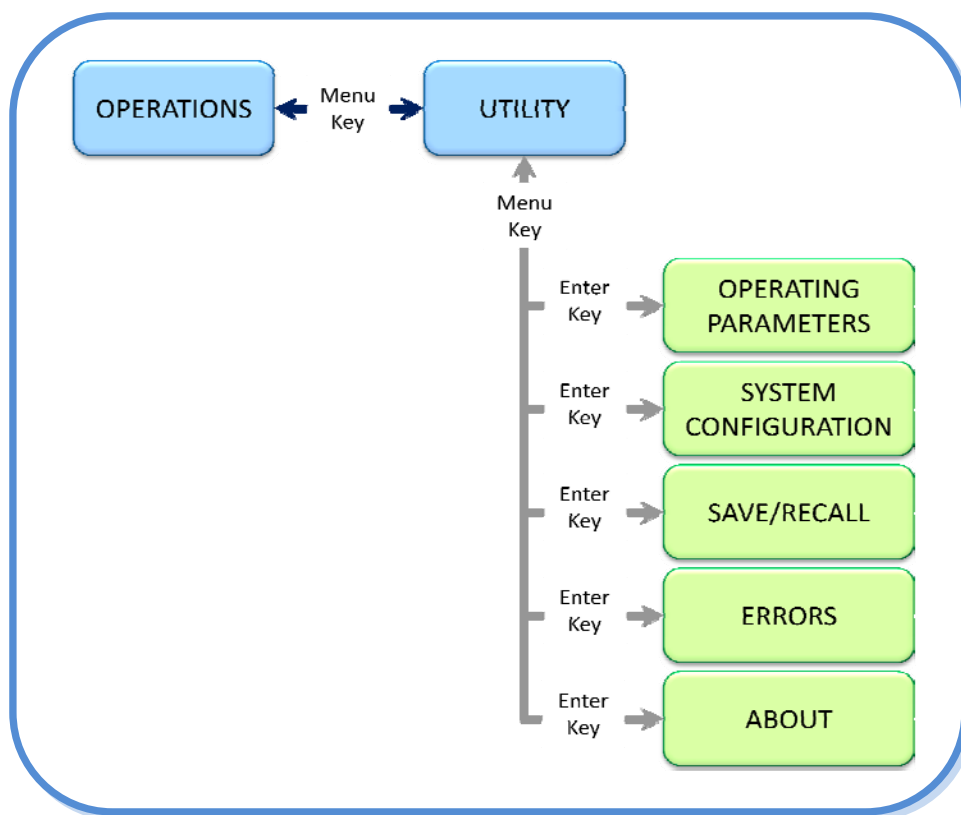 OPERATIONS
Menu
Key
UTILITY
Menu
Key
Enter
Key
OPERATING
PARAMETERS
Enter
Key
SYSTEM
CONFIGURATION
Enter
Key
SAVE/RECALL
Enter
Key
ERRORS
Enter
Key
ABOUT